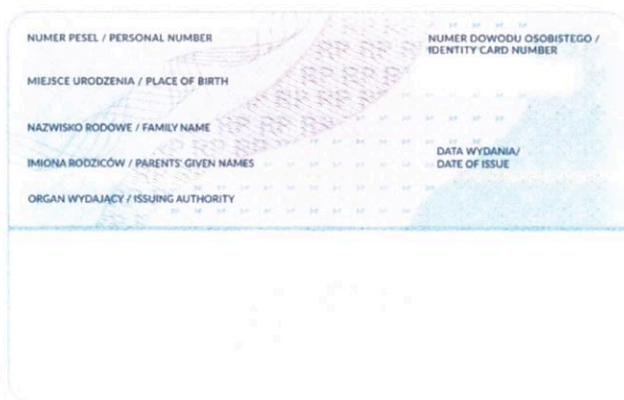 NUMER PESEL / PERSONAL NUMBER
NUMER DOWODU OSOBISTEGO /
IDENTITY CARD NUMBER
MIEJSCE URODZENIA / PLACE OF BIRTH
NAZWISKO RODOWE / FAMILY NAME
IMIONA RODZICÓW / PARENTS' GIVEN NAMES
DATA WYDANIA/
DATE OF ISSUE
ORGAN WYDAJĄCY / ISSUING AUTHORITY